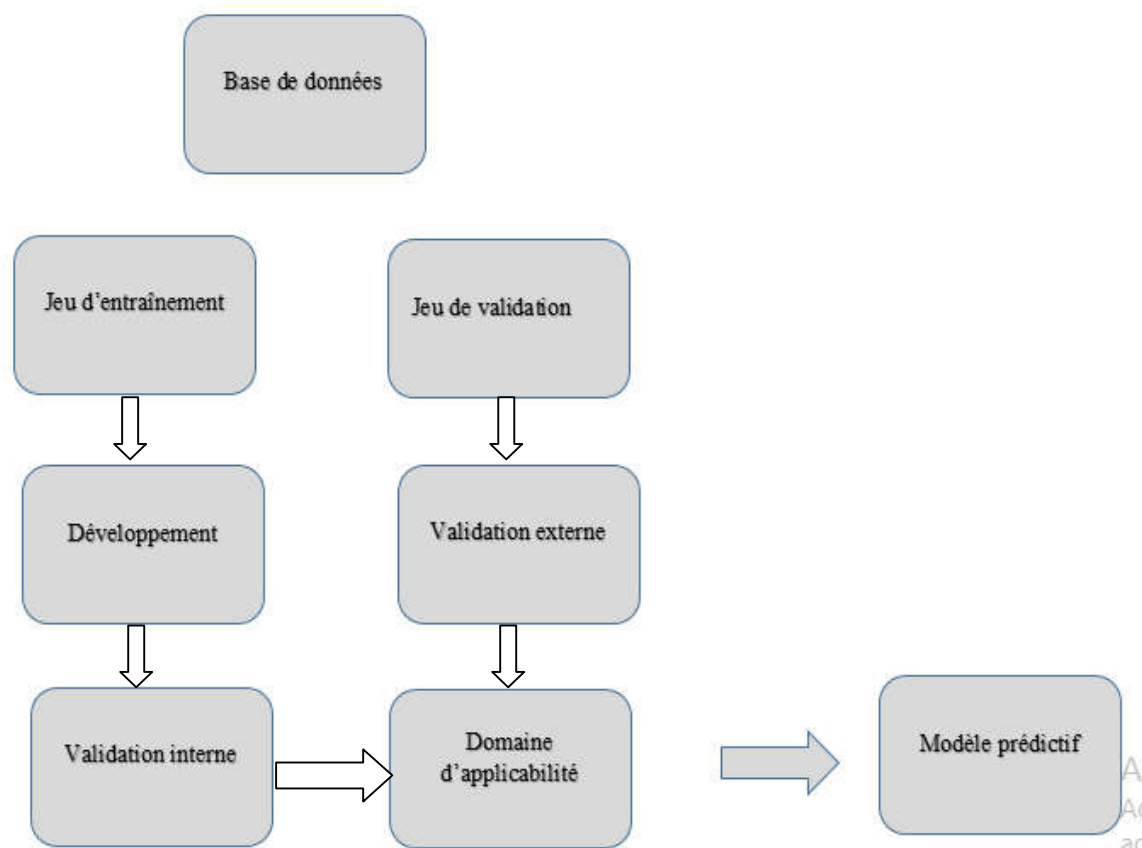 Base de données
Jeu d'entraînement
Jeu de validation
Développement
Validation externe
Validation interne
Domaine
d'applicabilité
Modèle prédictif